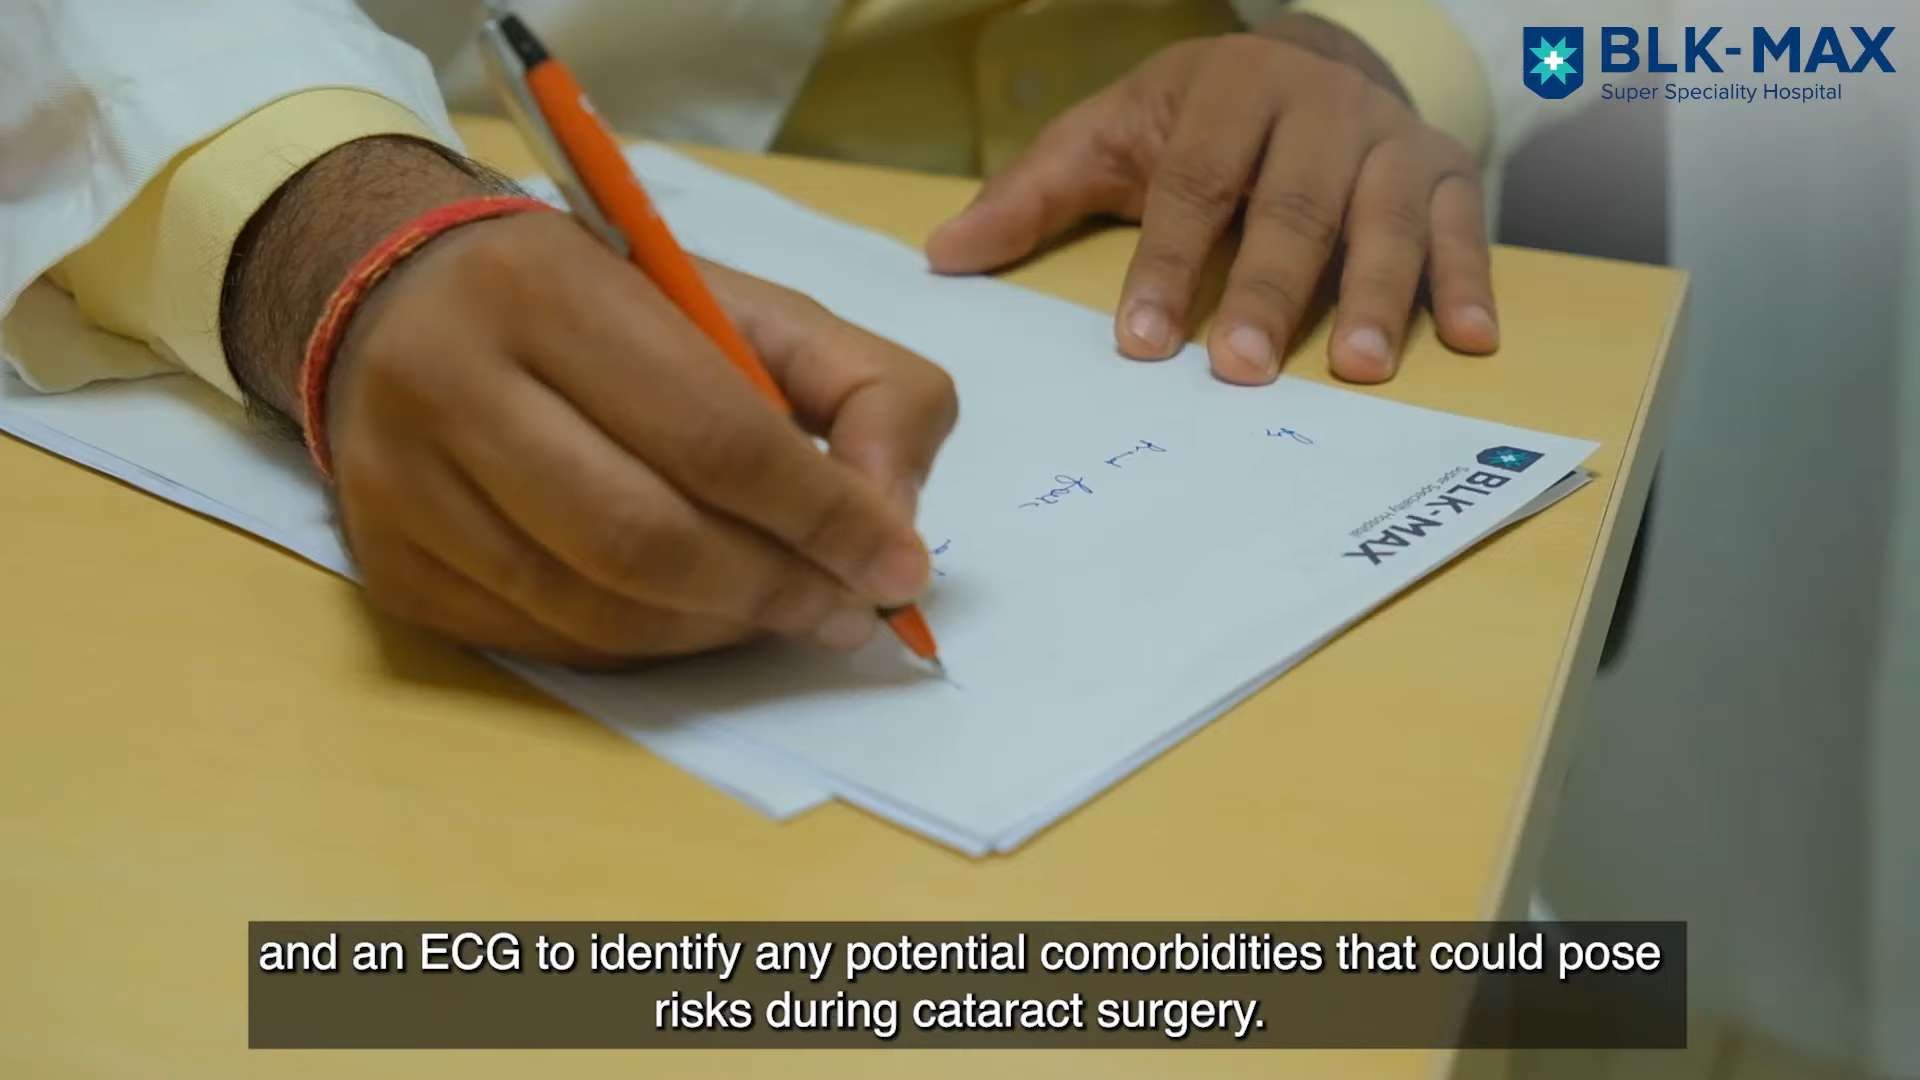 BLK-MAX
Super Speciality Hospital
BLK-MAX
Super Speciality Hospital
and an ECG to identify any potential comorbidities that could pose
risks during cataract surgery.